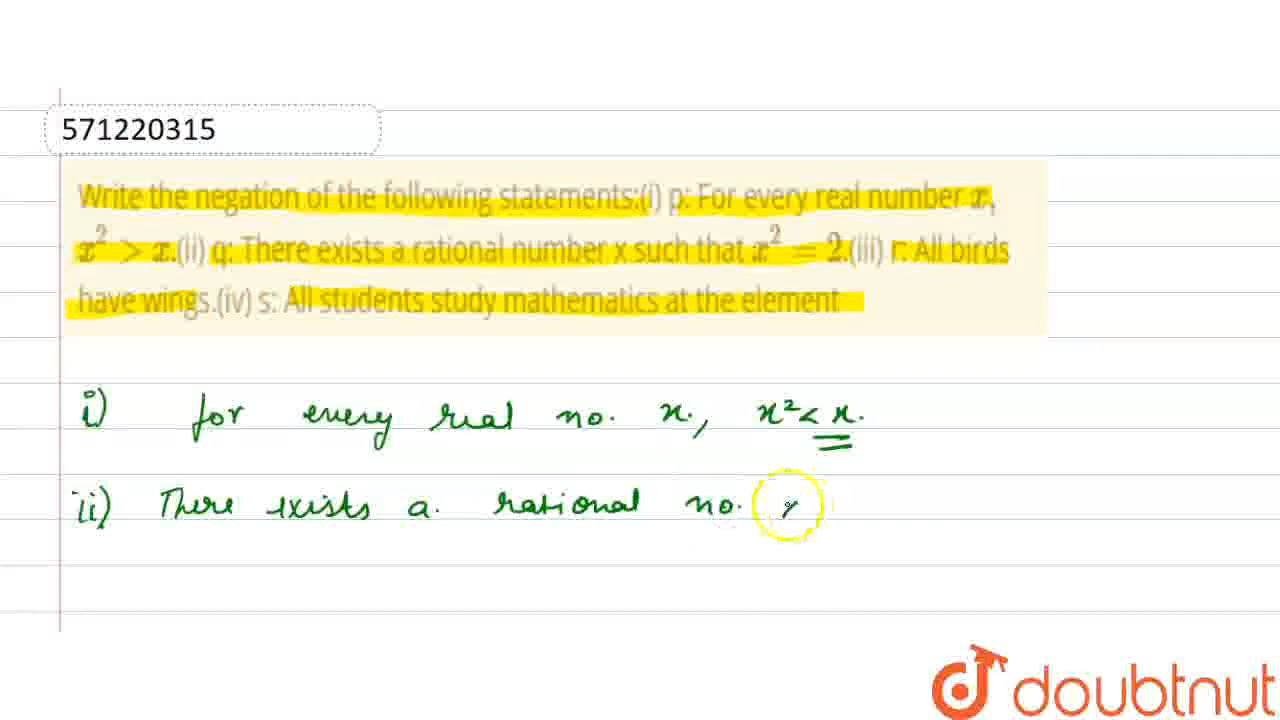 571220315
Write the negation of the following statements:(i) p: For every real number x,
x² > x.(ii) q: There exists a rational number x such that x² = 2.(iii) r: All birds
have wings.(iv) s: All students study mathematics at the element
i) for every real no. x., x² < x.
ii) There exists a. rational no. x
doubtnut